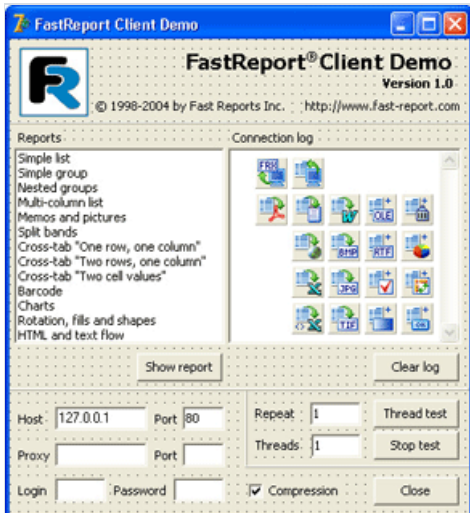 FastReport Client Demo
FastReport® Client Demo
Version 1.0
© 1998-2004 by Fast Reports Inc. http://www.fast-report.com
Reports
Connection log
Simple list
Simple group
Nested groups
Multi-column list
Memos and pictures
Split bands
Cross-tab "One row, one column"
Cross-tab "Two rows, one column"
Cross-tab "Two cell values"
Barcode
Charts
Rotation, fills and shapes
HTML and text flow
FRX
W
OLE
BMP
RTF
JPG
TIF
OK
Show report
Clear log
Host 127.0.0.1 Port 80
Repeat 1 Thread test
Proxy Port
Threads 1 Stop test
Login Password
Compression
Close